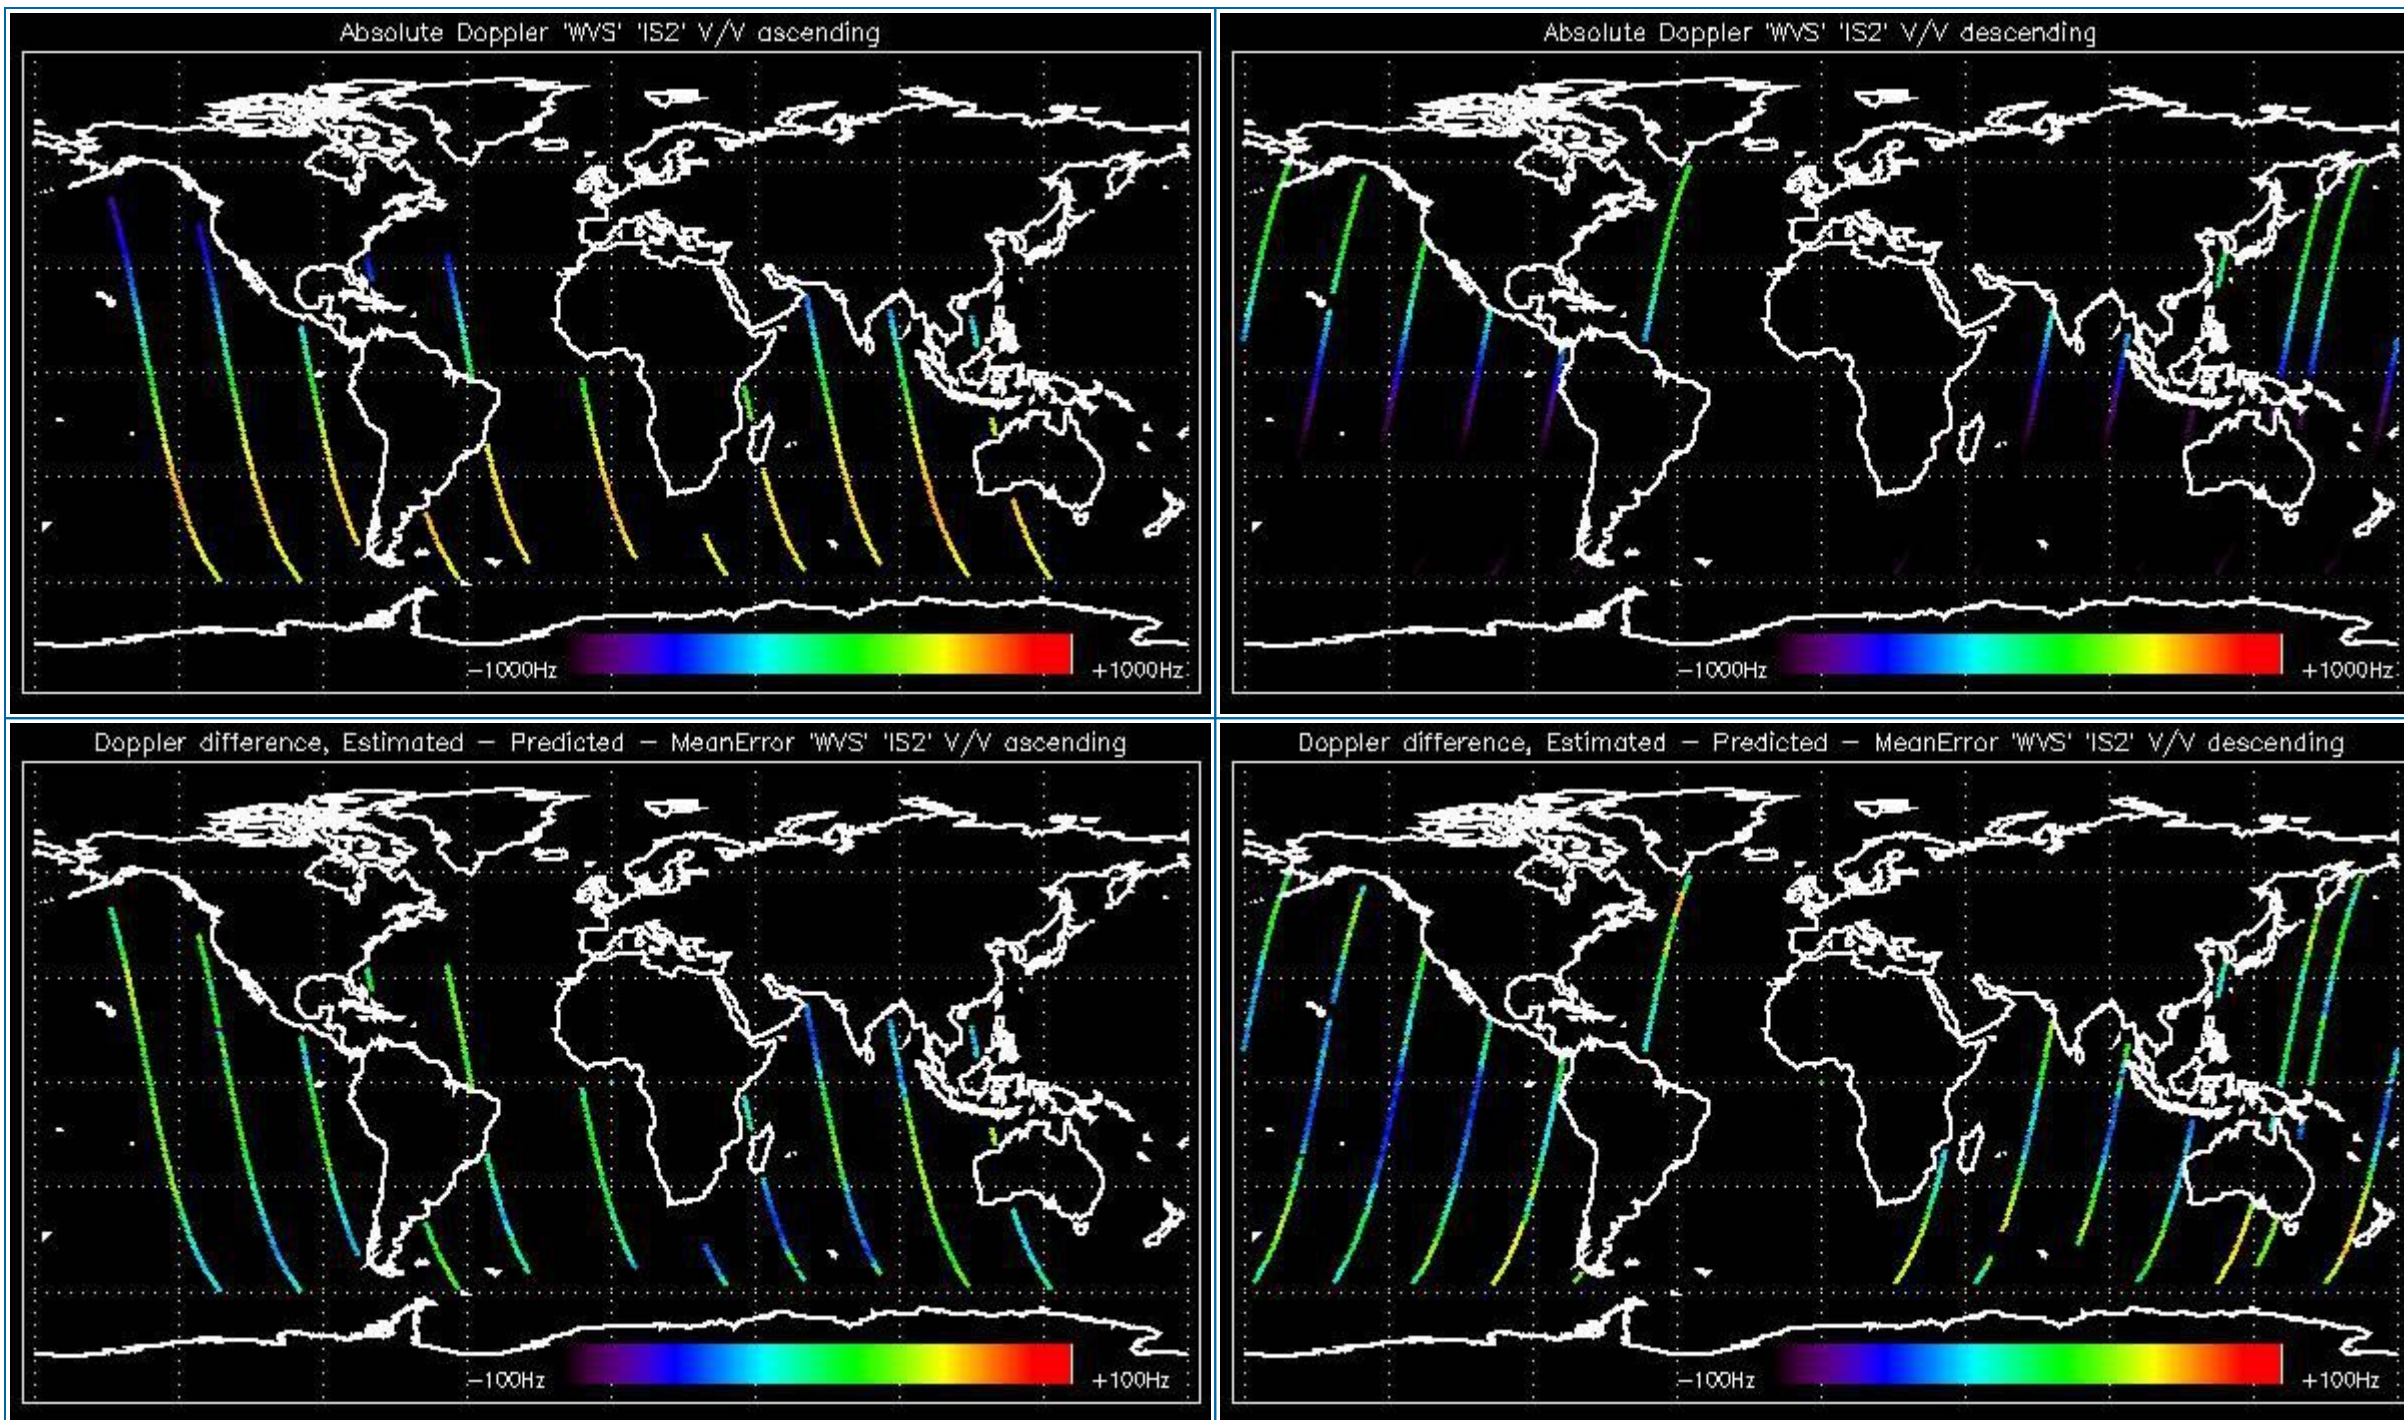 Absolute Doppler 'WVS' 'IS2' V/V ascending
−1000Hz
+1000Hz
Absolute Doppler 'WVS' 'IS2' V/V descending
−1000Hz
+1000Hz
Doppler difference, Estimated − Predicted − MeanError 'WVS' 'IS2' V/V ascending
−100Hz
+100Hz
Doppler difference, Estimated − Predicted − MeanError 'WVS' 'IS2' V/V descending
−100Hz
+100Hz